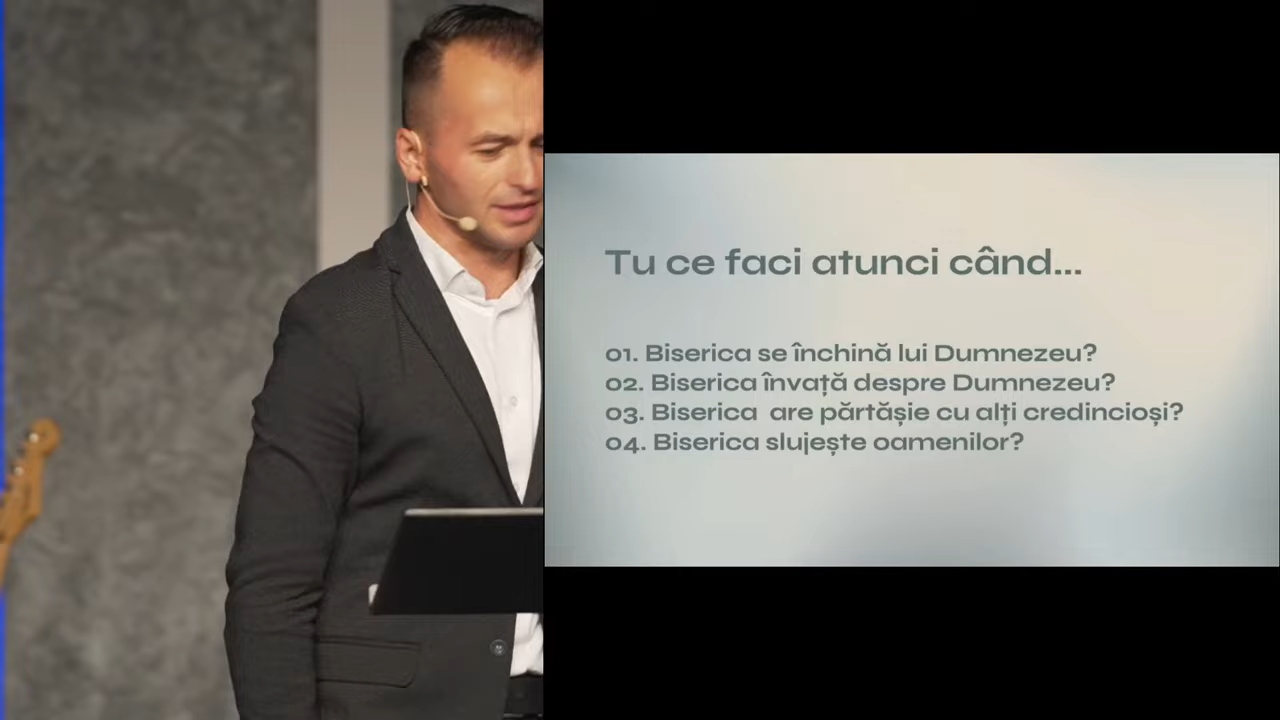 Tu ce faci atunci când...
01. Biserica se închină lui Dumnezeu?
02. Biserica învață despre Dumnezeu?
03. Biserica  are părtășie cu alți credincioși?
04. Biserica slujește oamenilor?